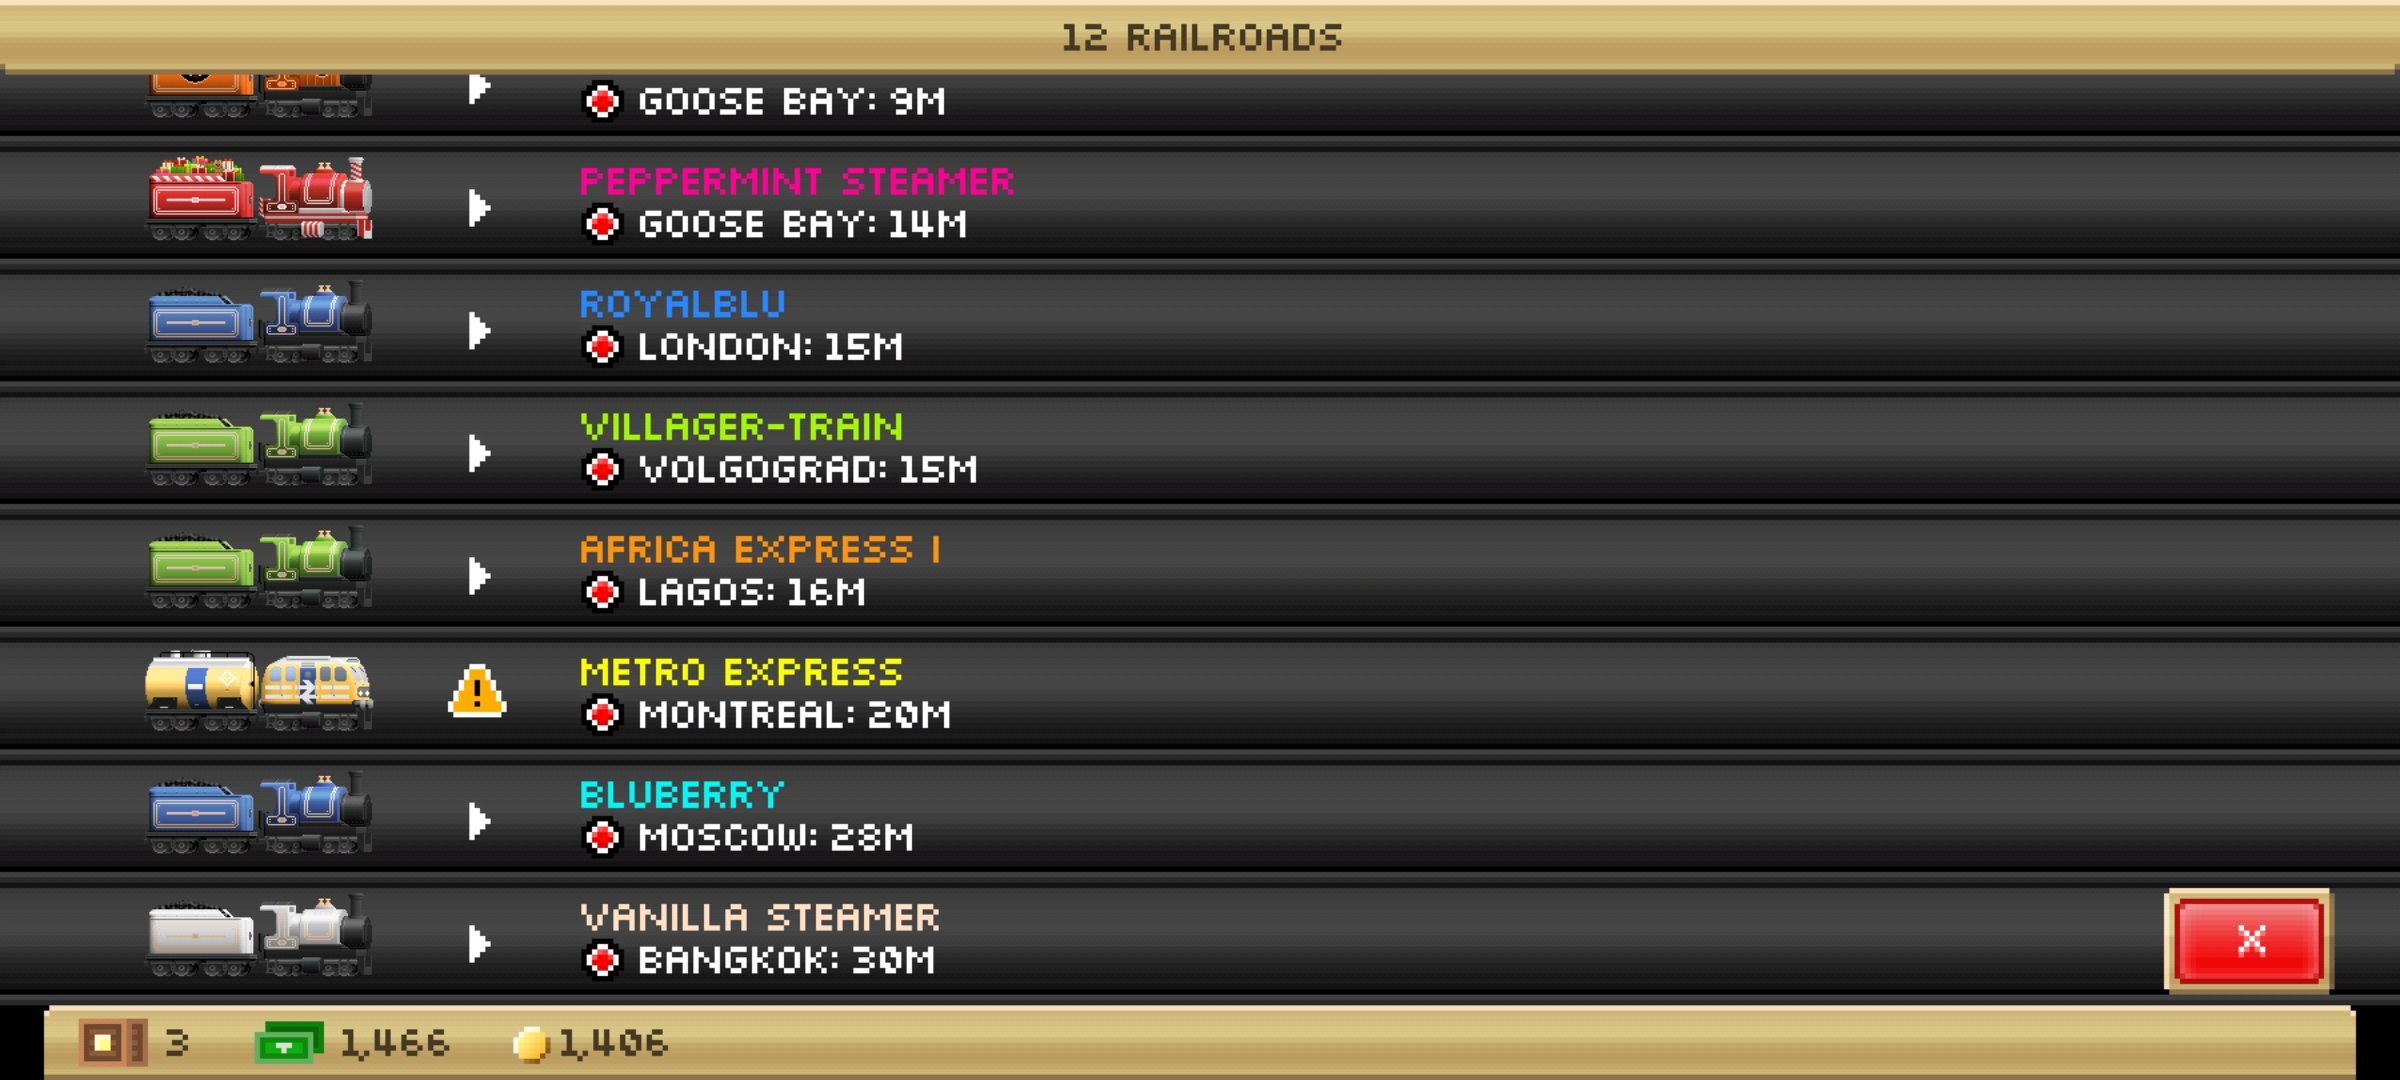 12 RAILROADS
GOOSE BAY: 9M
PEPPERMINT STEAMER
GOOSE BAY: 14M
ROYALBLU
LONDON: 15M
VILLAGER-TRAIN
VOLGOGRAD: 15M
AFRICA EXPRESS I
LAGOS: 16M
METRO EXPRESS
MONTREAL: 20M
BLUBERRY
MOSCOW: 28M
VANILLA STEAMER
BANGKOK: 30M
X
3 1,466 1,406